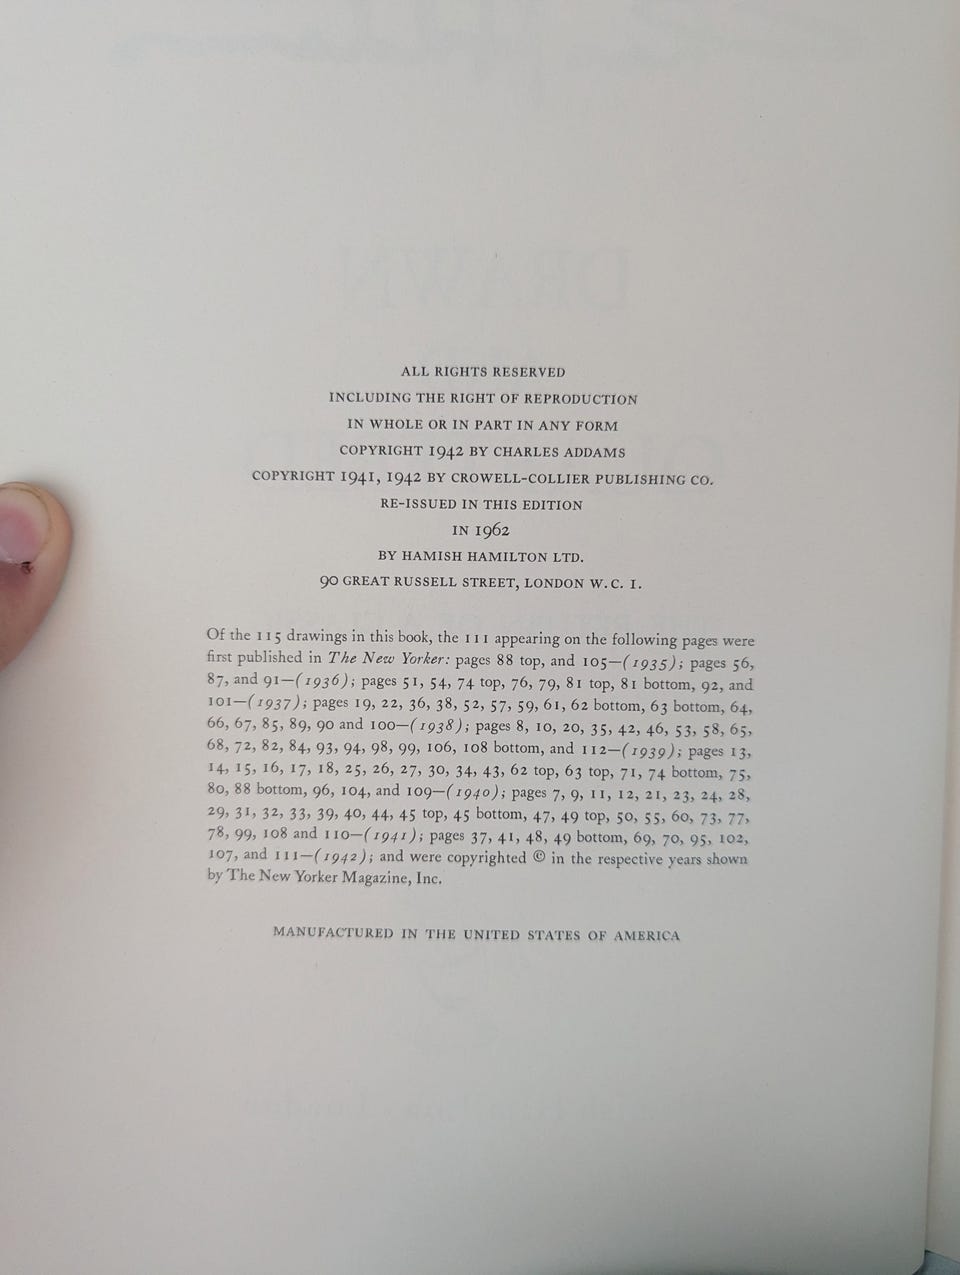 ALL RIGHTS RESERVED
INCLUDING THE RIGHT OF REPRODUCTION
IN WHOLE OR IN PART IN ANY FORM
COPYRIGHT 1942 BY CHARLES ADDAMS
COPYRIGHT 1941, 1942 BY CROWELL-COLLIER PUBLISHING CO.
RE-ISSUED IN THIS EDITION
IN 1962
BY HAMISH HAMILTON LTD.
90 GREAT RUSSELL STREET, LONDON W.C. 1.
Of the 115 drawings in this book, the 111 appearing on the following pages were
first published in The New Yorker: pages 88 top, and 105—(1935); pages 56,
87, and 91—(1936); pages 51, 54, 74 top, 76, 79, 81 top, 81 bottom, 92, and
101—(1937); pages 19, 22, 36, 38, 52, 57, 59, 61, 62 bottom, 63 bottom, 64,
66, 67, 85, 89, 90 and 100—(1938); pages 8, 10, 20, 35, 42, 46, 53, 58, 65,
68, 72, 82, 84, 93, 94, 98, 99, 106, 108 bottom, and 112—(1939); pages 13,
14, 15, 16, 17, 18, 25, 26, 27, 30, 34, 43, 62 top, 63 top, 71, 74 bottom, 75,
80, 88 bottom, 96, 104, and 109—(1940); pages 7, 9, 11, 12, 21, 23, 24, 28,
29, 31, 32, 33, 39, 40, 44, 45 top, 45 bottom, 47, 49 top, 50, 55, 60, 73, 77,
78, 99, 108 and 110—(1941); pages 37, 41, 48, 49 bottom, 69, 70, 95, 102,
107, and 111—(1942); and were copyrighted © in the respective years shown
by The New Yorker Magazine, Inc.
MANUFACTURED IN THE UNITED STATES OF AMERICA